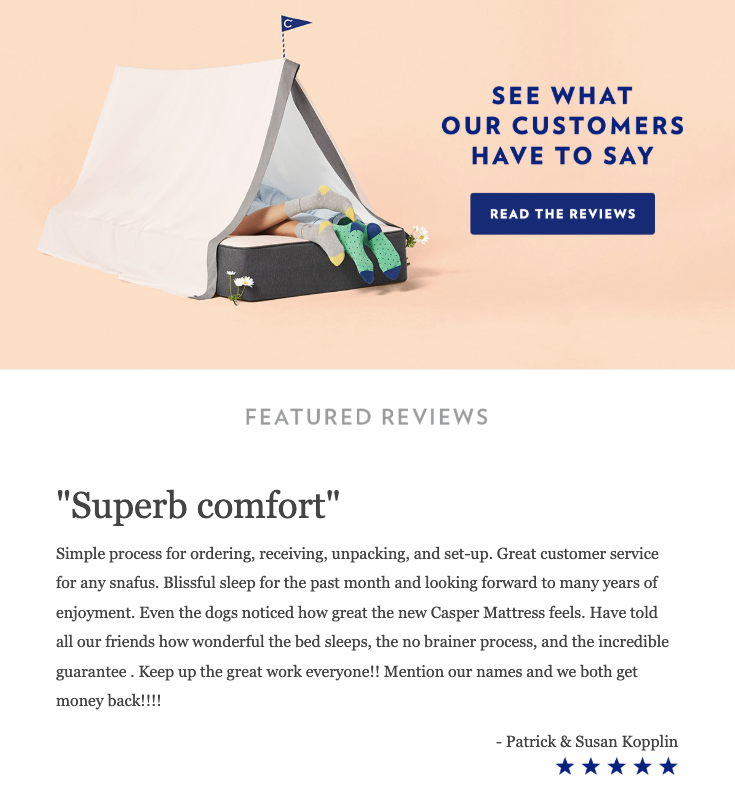 C
SEE WHAT
OUR CUSTOMERS
HAVE TO SAY
READ THE REVIEWS
FEATURED REVIEWS
"Superb comfort"
Simple process for ordering, receiving, unpacking, and set-up. Great customer service
for any snafus. Blissful sleep for the past month and looking forward to many years of
enjoyment. Even the dogs noticed how great the new Casper Mattress feels. Have told
all our friends how wonderful the bed sleeps, the no brainer process, and the incredible
guarantee . Keep up the great work everyone!! Mention our names and we both get
money back!!!!
- Patrick & Susan Kopplin